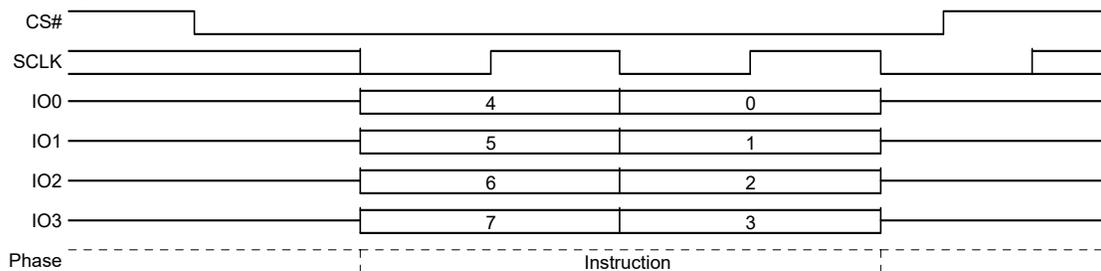 CS#
SCLK
IO0 4 0
IO1 5 1
IO2 6 2
IO3 7 3
Phase Instruction